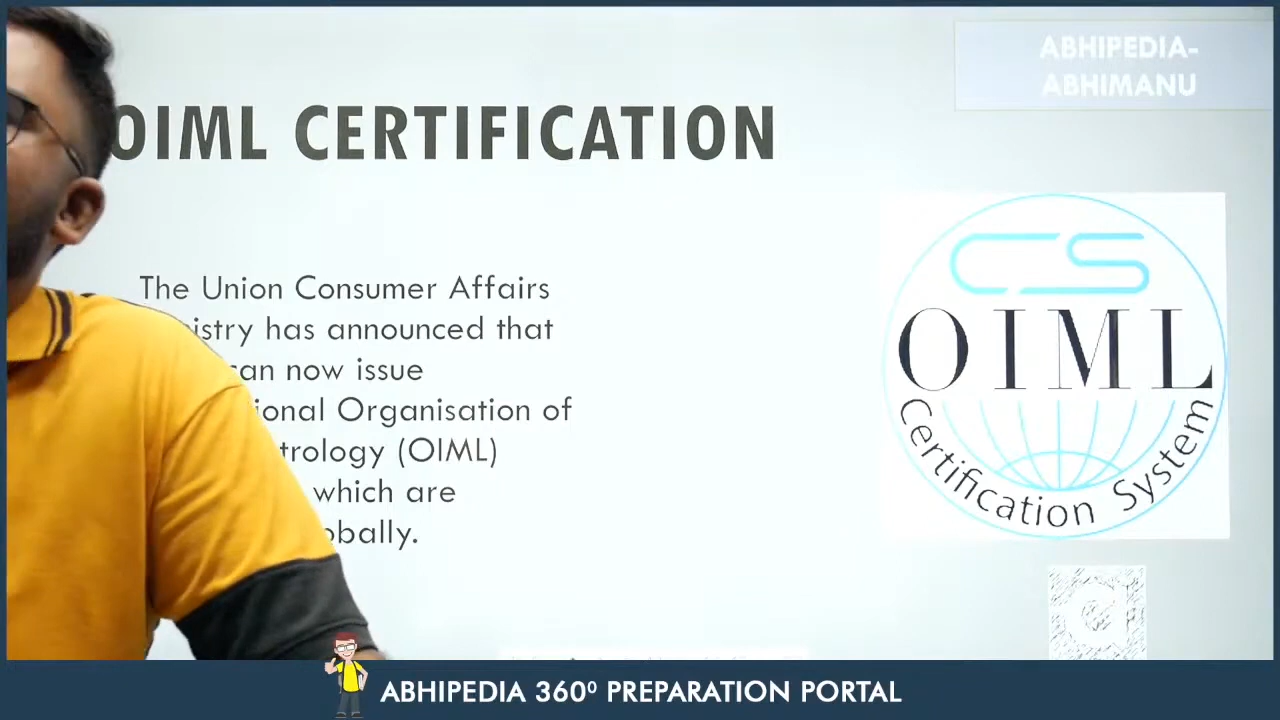 ABHIPEDIA-
ABHIMANU
OIML CERTIFICATION
The Union Consumer Affairs
istry has announced that
can now issue
ional Organisation of
trology (OIML)
which are
obally.
CS
OIML
Certification System
ABHIPEDIA 360⁰ PREPARATION PORTAL